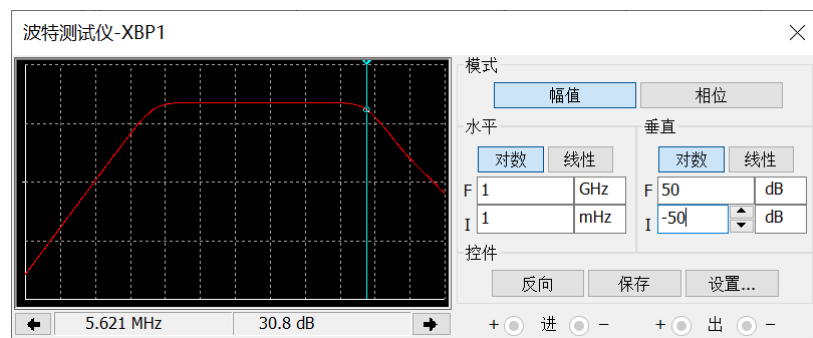 波特测试仪-XBP1
模式
幅值 相位
水平 垂直
对数 线性 对数 线性
F 1 GHz F 50 dB
I 1 mHz I -50 dB
控件
反向 保存 设置...
5.621 MHz 30.8 dB + 进 - + 出 -